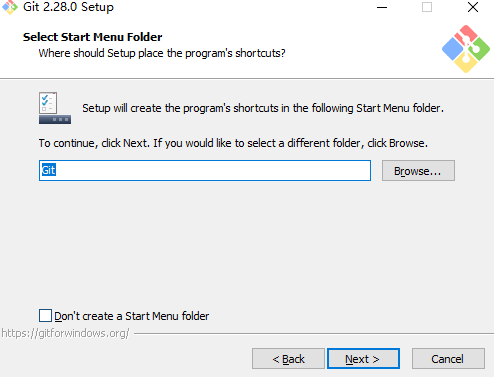 Git 2.28.0 Setup
Select Start Menu Folder
Where should Setup place the program's shortcuts?
Setup will create the program's shortcuts in the following Start Menu folder.
To continue, click Next. If you would like to select a different folder, click Browse.
Git
Browse...
Don't create a Start Menu folder
https://gitforwindows.org/
< Back
Next >
Cancel